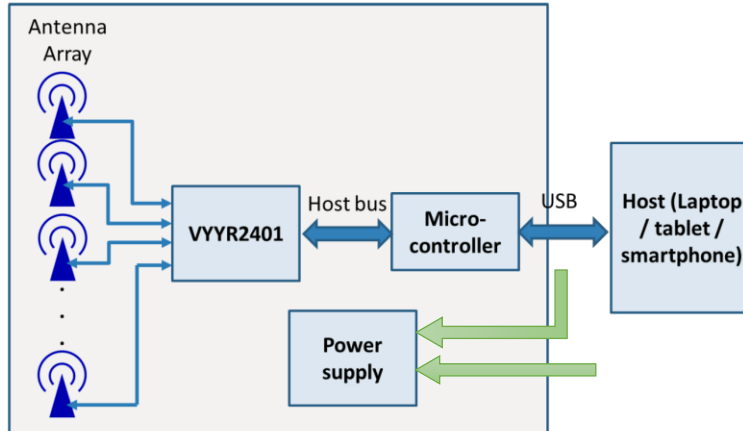 Antenna
Array
VYYR2401
Host bus
Micro-
controller
USB
Host (Laptop
/ tablet /
smartphone)
Power
supply